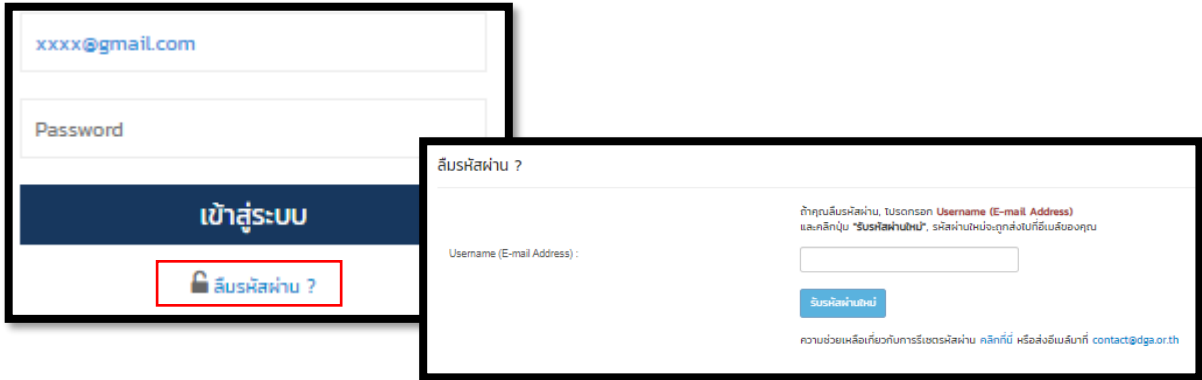 xxxx@gmail.com
Password
เข้าสู่ระบบ
ลืมรหัสผ่าน ?
ลืมรหัสผ่าน ?
ถ้าคุณลืมรหัสผ่าน, โปรดกรอก Username (E-mail Address)
และคลิกปุ่ม "รับรหัสผ่านใหม่", รหัสผ่านใหม่จะถูกส่งไปที่อีเมล์ของคุณ
Username (E-mail Address) :
รับรหัสผ่านใหม่
ความช่วยเหลือเกี่ยวกับการรีเซตรหัสผ่าน คลิกที่นี่ หรือส่งอีเมล์มาที่ contact@dga.or.th